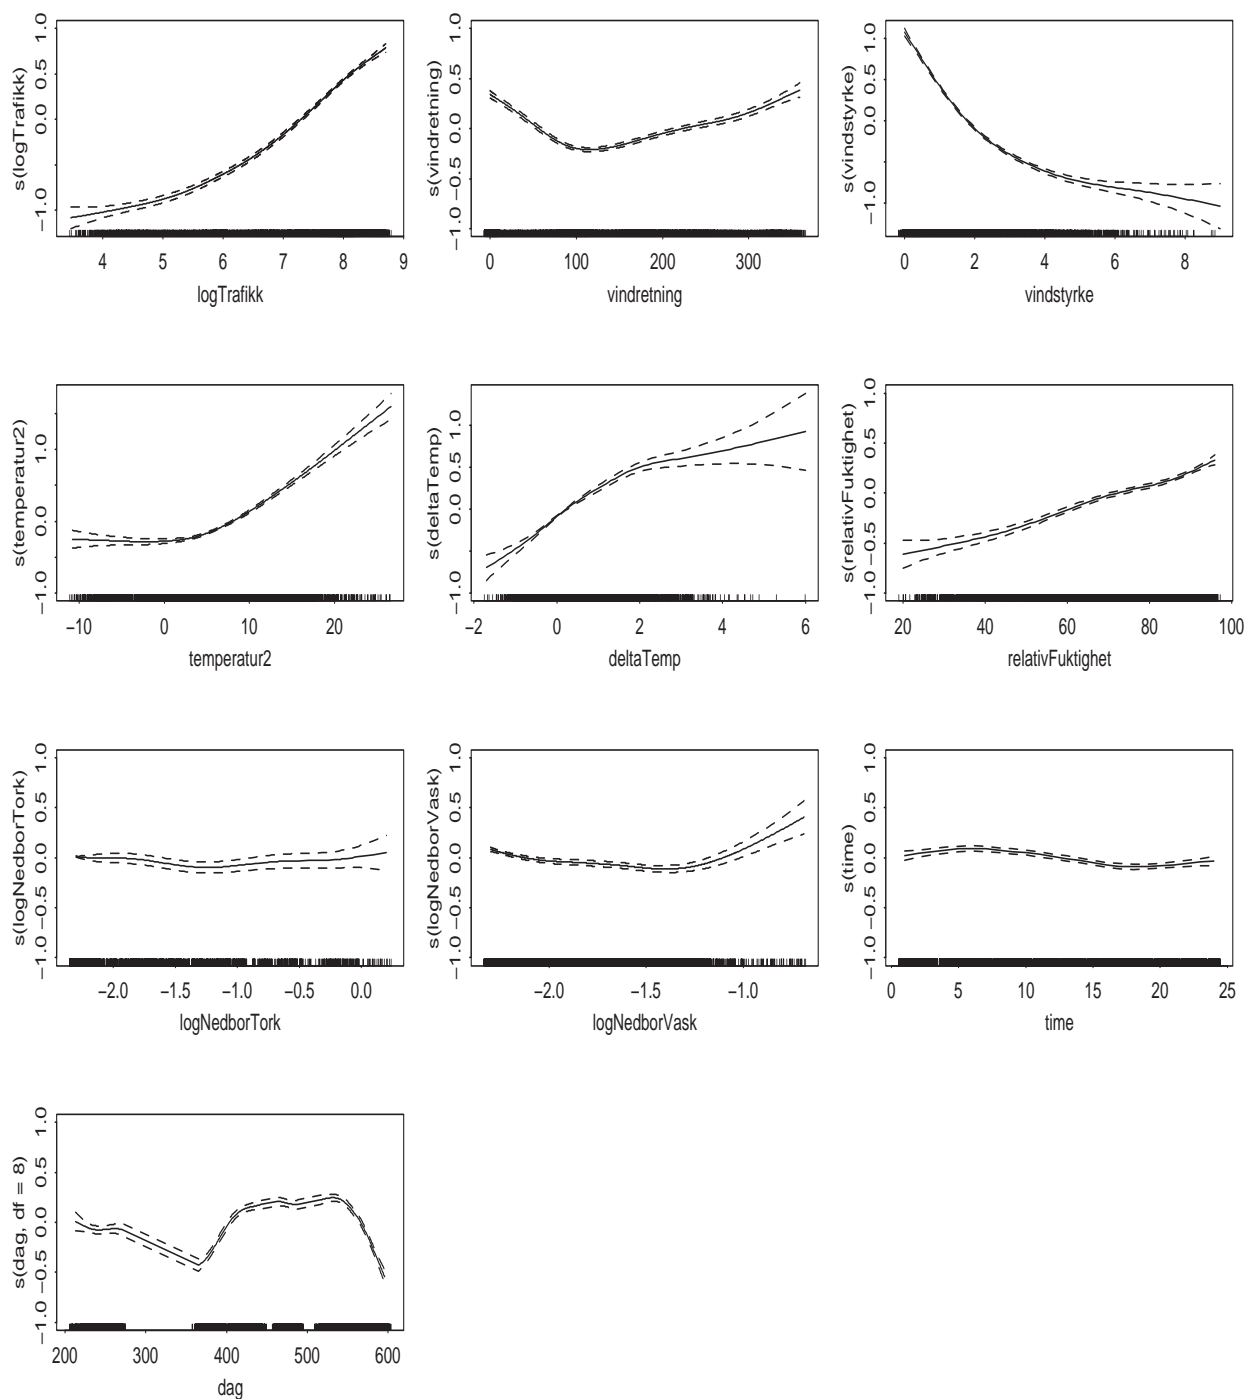 s(logTrafikk)
−1.0 0.0 0.5 1.0
4 5 6 7 8 9
logTrafikk
s(vindretning)
−1.0 −0.5 0.0 0.5 1.0
0 100 200 300
vindretning
s(vindstyrke)
−1.0 0.0 0.5 1.0
0 2 4 6 8
vindstyrke
s(temperatur2)
−1.0 0.0 1.0
−10 0 10 20
temperatur2
s(deltaTemp)
−1.0 0.0 0.5 1.0
−2 0 2 4 6
deltaTemp
s(relativFuktighet)
−1.0 −0.5 0.0 0.5 1.0
20 40 60 80 100
relativFuktighet
s(logNedborTork)
−1.0 −0.5 0.0 0.5 1.0
−2.0 −1.5 −1.0 −0.5 0.0
logNedborTork
s(logNedborVask)
−1.0 −0.5 0.0 0.5 1.0
−2.0 −1.5 −1.0
logNedborVask
s(time)
−1.0 −0.5 0.0 0.5 1.0
0 5 10 15 20 25
time
s(dag, df = 8)
−1.0 −0.5 0.0 0.5 1.0
200 300 400 500 600
dag